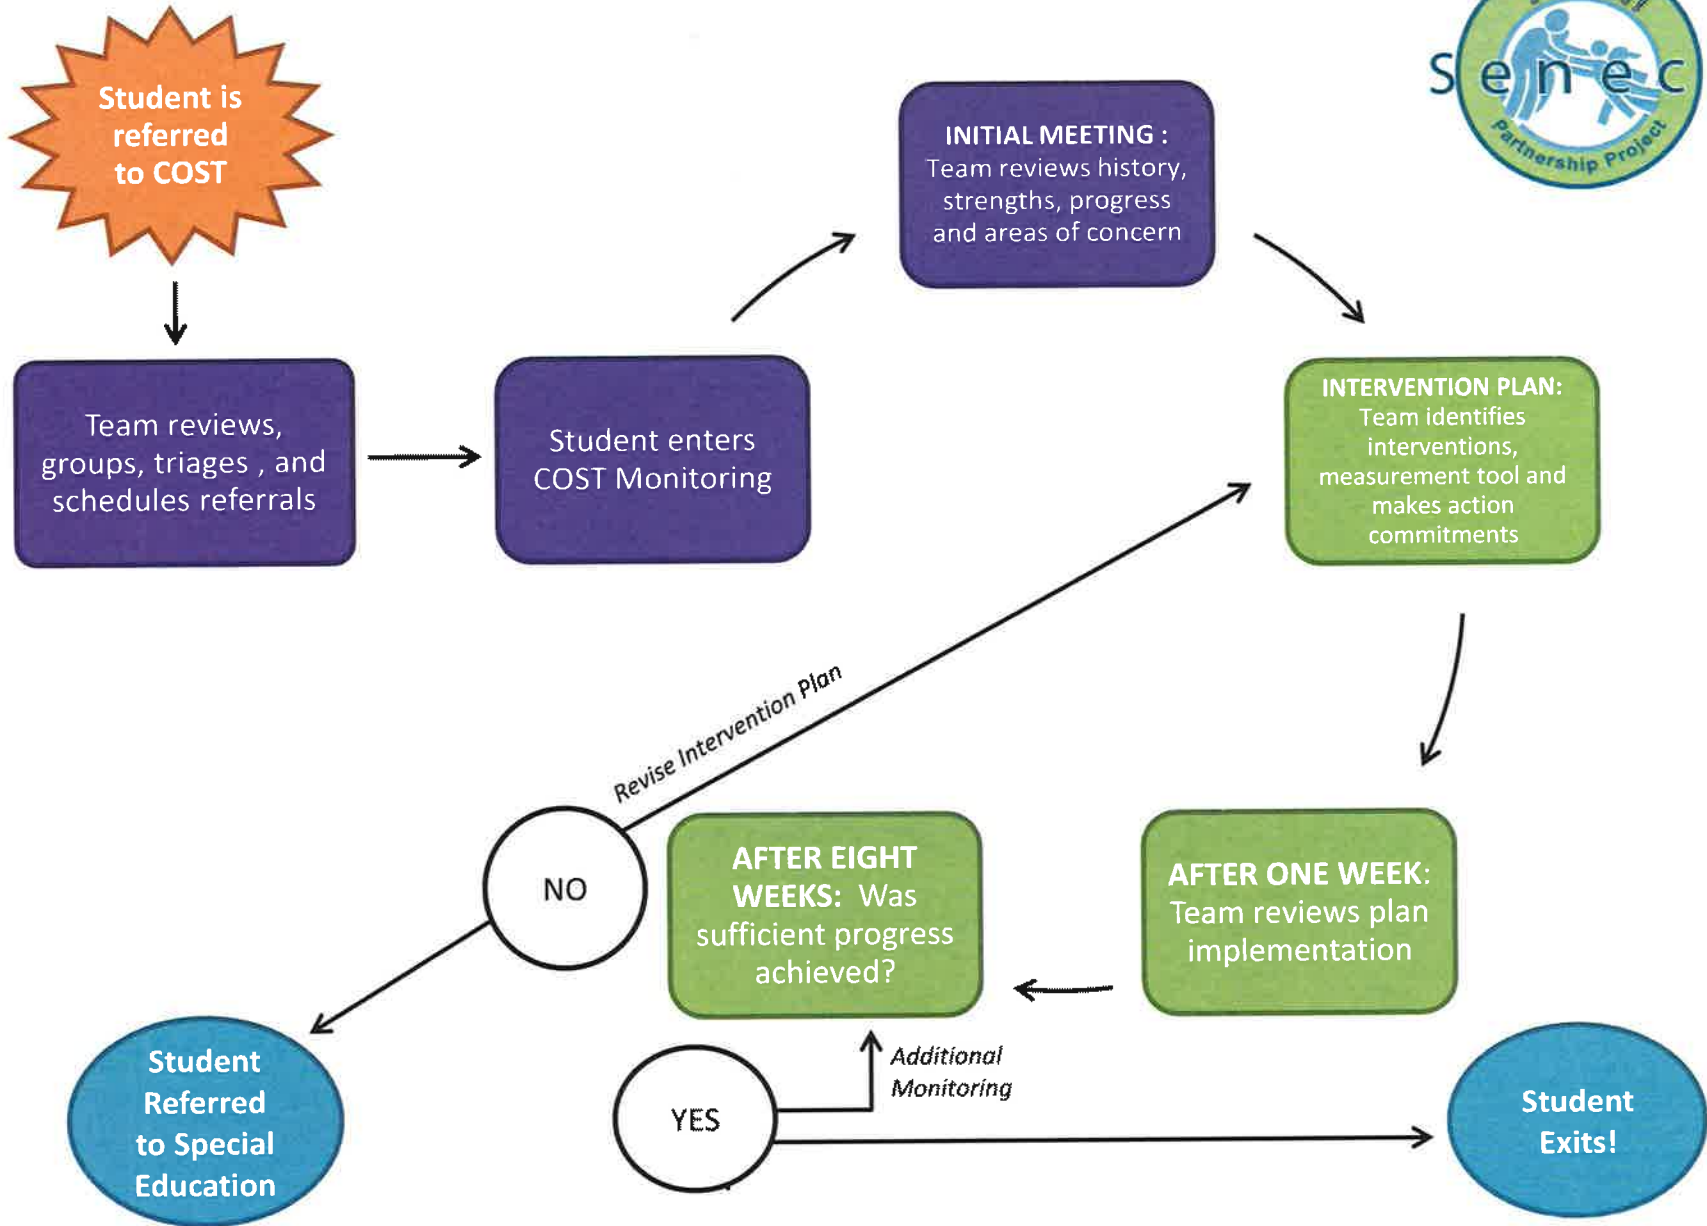 Student is
referred
to COST
Senec
Partnership Project
INITIAL MEETING :
Team reviews history,
strengths, progress
and areas of concern
Team reviews,
groups, triages , and
schedules referrals
Student enters
COST Monitoring
INTERVENTION PLAN:
Team identifies
interventions,
measurement tool and
makes action
commitments
Revise Intervention Plan
NO
AFTER EIGHT
WEEKS: Was
sufficient progress
achieved?
AFTER ONE WEEK:
Team reviews plan
implementation
Student
Referred
to Special
Education
YES
Additional
Monitoring
Student
Exits!